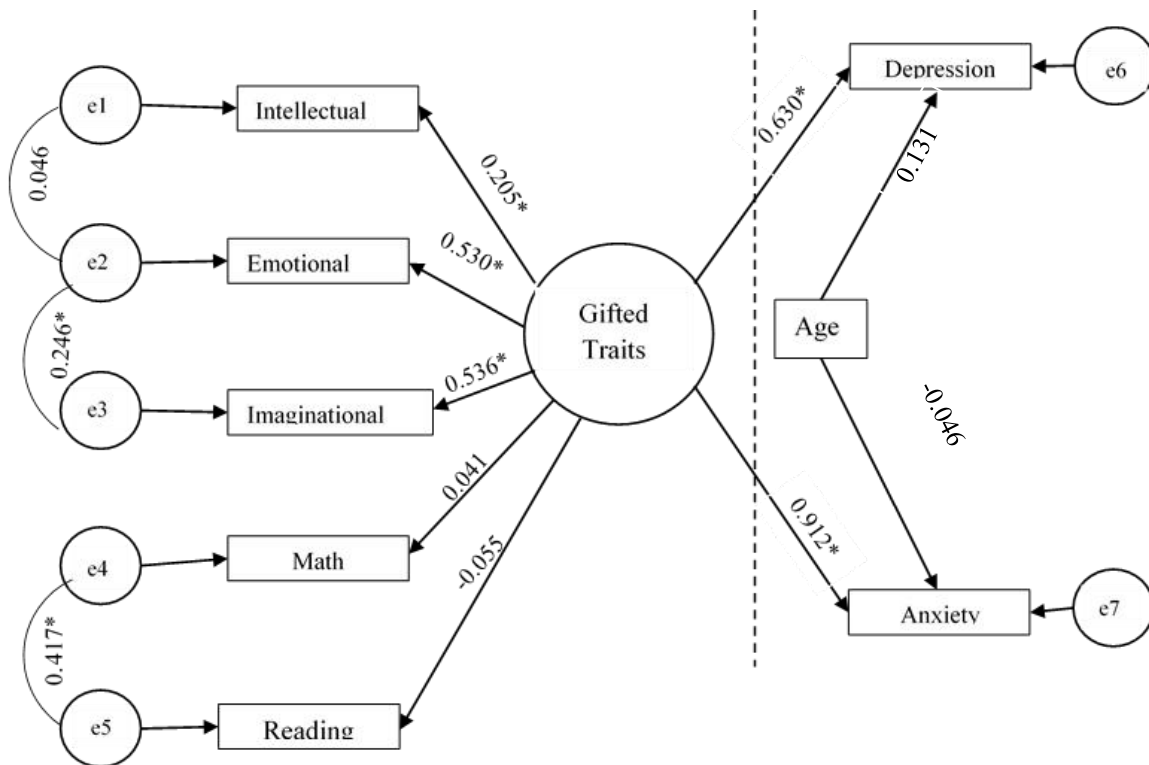 e1
Intellectual
0.046
0.205*
e2
Emotional
0.530*
0.246*
e3
Imaginational
0.536*
Gifted
Traits
e4
Math
0.041
0.417*
e5
Reading
-0.055
Depression
e6
0.630*
0.131
Age
-0.046
0.912*
Anxiety
e7